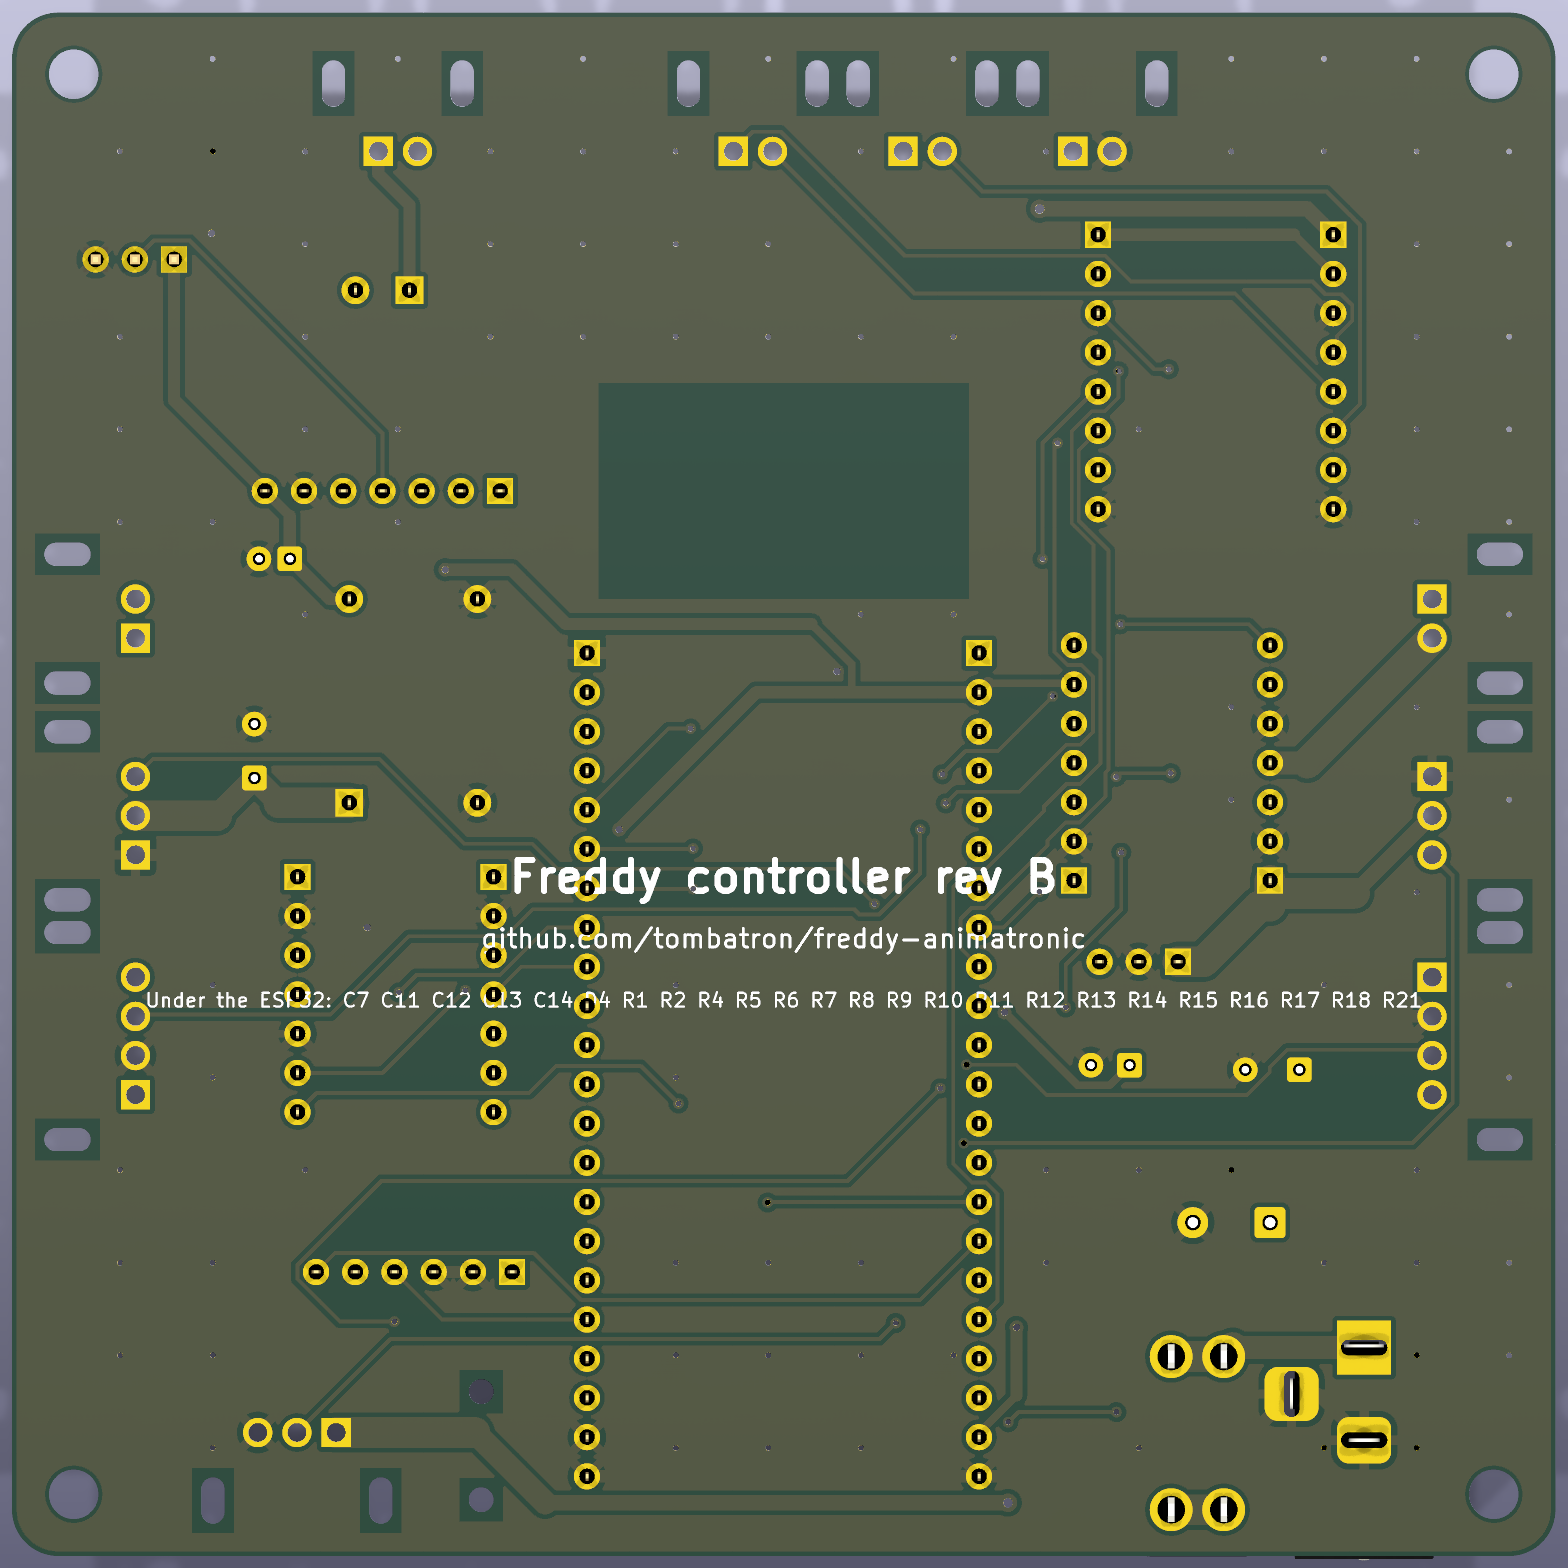 Freddy controller rev B
github.com/tombatron/freddy-animatronic
Under the ESP32: C7 C11 C12 C13 C14 D4 R1 R2 R4 R5 R6 R7 R8 R9 R10 R11 R12 R13 R14 R15 R16 R17 R18 R21